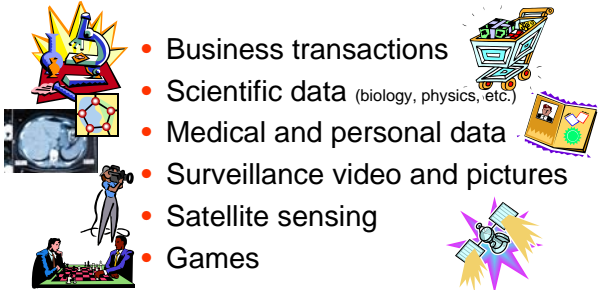 • Business transactions
• Scientific data (biology, physics, etc.)
• Medical and personal data
• Surveillance video and pictures
• Satellite sensing
• Games